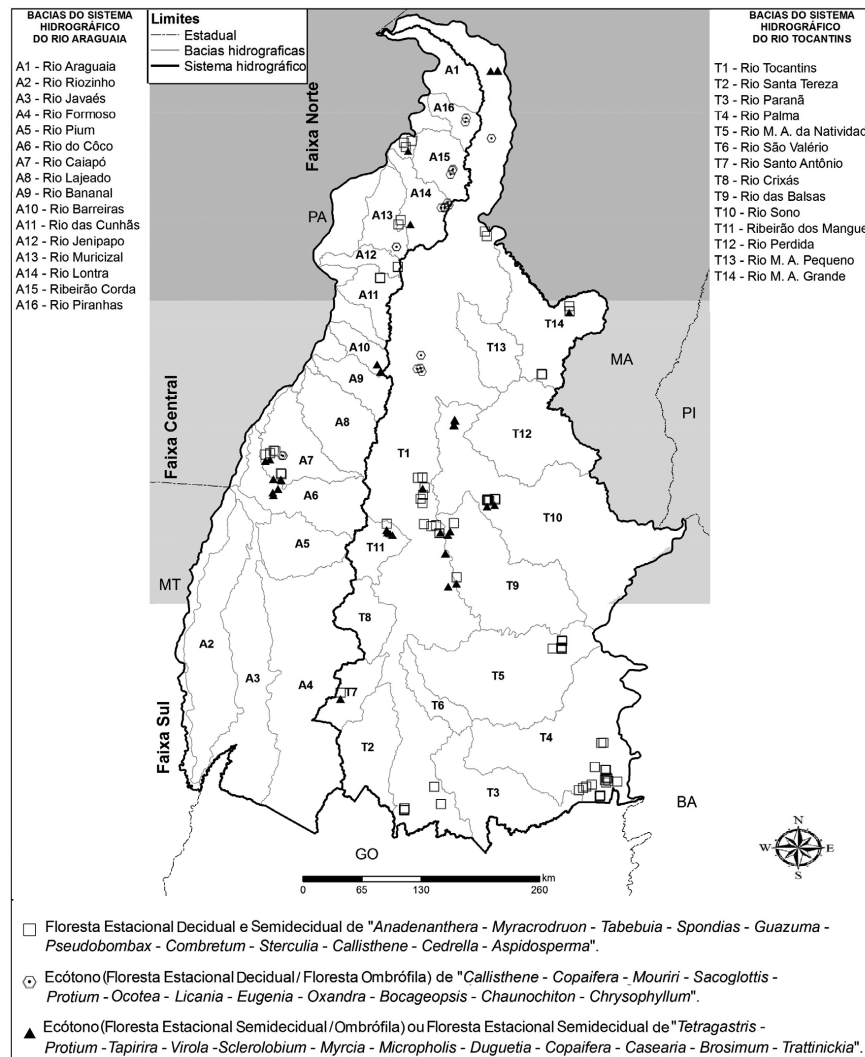 BACIAS DO SISTEMA
HIDROGRÁFICO
DO RIO ARAGUAIA
A1 - Rio Araguaia
A2 - Rio Riozinho
A3 - Rio Javaés
A4 - Rio Formoso
A5 - Rio Pium
A6 - Rio do Côco
A7 - Rio Caiapó
A8 - Rio Lajeado
A9 - Rio Bananal
A10 - Rio Barreiras
A11 - Rio das Cunhãs
A12 - Rio Jenipapo
A13 - Rio Muricizal
A14 - Rio Lontra
A15 - Ribeirão Corda
A16 - Rio Piranhas
Limites
Estadual
Bacias hidrograficas
Sistema hidrográfico
BACIAS DO SISTEMA
HIDROGRÁFICO
DO RIO TOCANTINS
T1 - Rio Tocantins
T2 - Rio Santa Tereza
T3 - Rio Paranã
T4 - Rio Palma
T5 - Rio M. A. da Natividad
T6 - Rio São Valério
T7 - Rio Santo Antônio
T8 - Rio Crixás
T9 - Rio das Balsas
T10 - Rio Sono
T11 - Ribeirão dos Mangue
T12 - Rio Perdida
T13 - Rio M. A. Pequeno
T14 - Rio M. A. Grande
Faixa Norte
Faixa Central
Faixa Sul
A1
A16
A15
A14
PA
A13
A12
A11
T14
A10
T13
A9
MA
PI
A8
T12
T1
A7
A6
T10
A5
T11
MT
T9
T8
A2
A3
A4
T7
T5
T6
T4
T2
T3
BA
GO
N
W
E
S
km
0
65
130
260
Floresta Estacional Decidual e Semidecidual de "Anadenanthera - Myracrodruon - Tabebuia - Spondias - Guazuma -
Pseudobombax - Combretum - Sterculia - Callisthene - Cedrella - Aspidosperma".
Ecótono (Floresta Estacional Decidual / Floresta Ombrófila) de "Callisthene - Copaifera - Mouriri - Sacoglottis -
Protium - Ocotea - Licania - Eugenia - Oxandra - Bocageopsis - Chaunochiton - Chrysophyllum".
Ecótono (Floresta Estacional Semidecidual /Ombrófila) ou Floresta Estacional Semidecidual de "Tetragastris -
Protium -Tapirira - Virola -Sclerolobium - Myrcia - Micropholis - Duguetia - Copaifera - Casearia - Brosimum - Trattinickia".